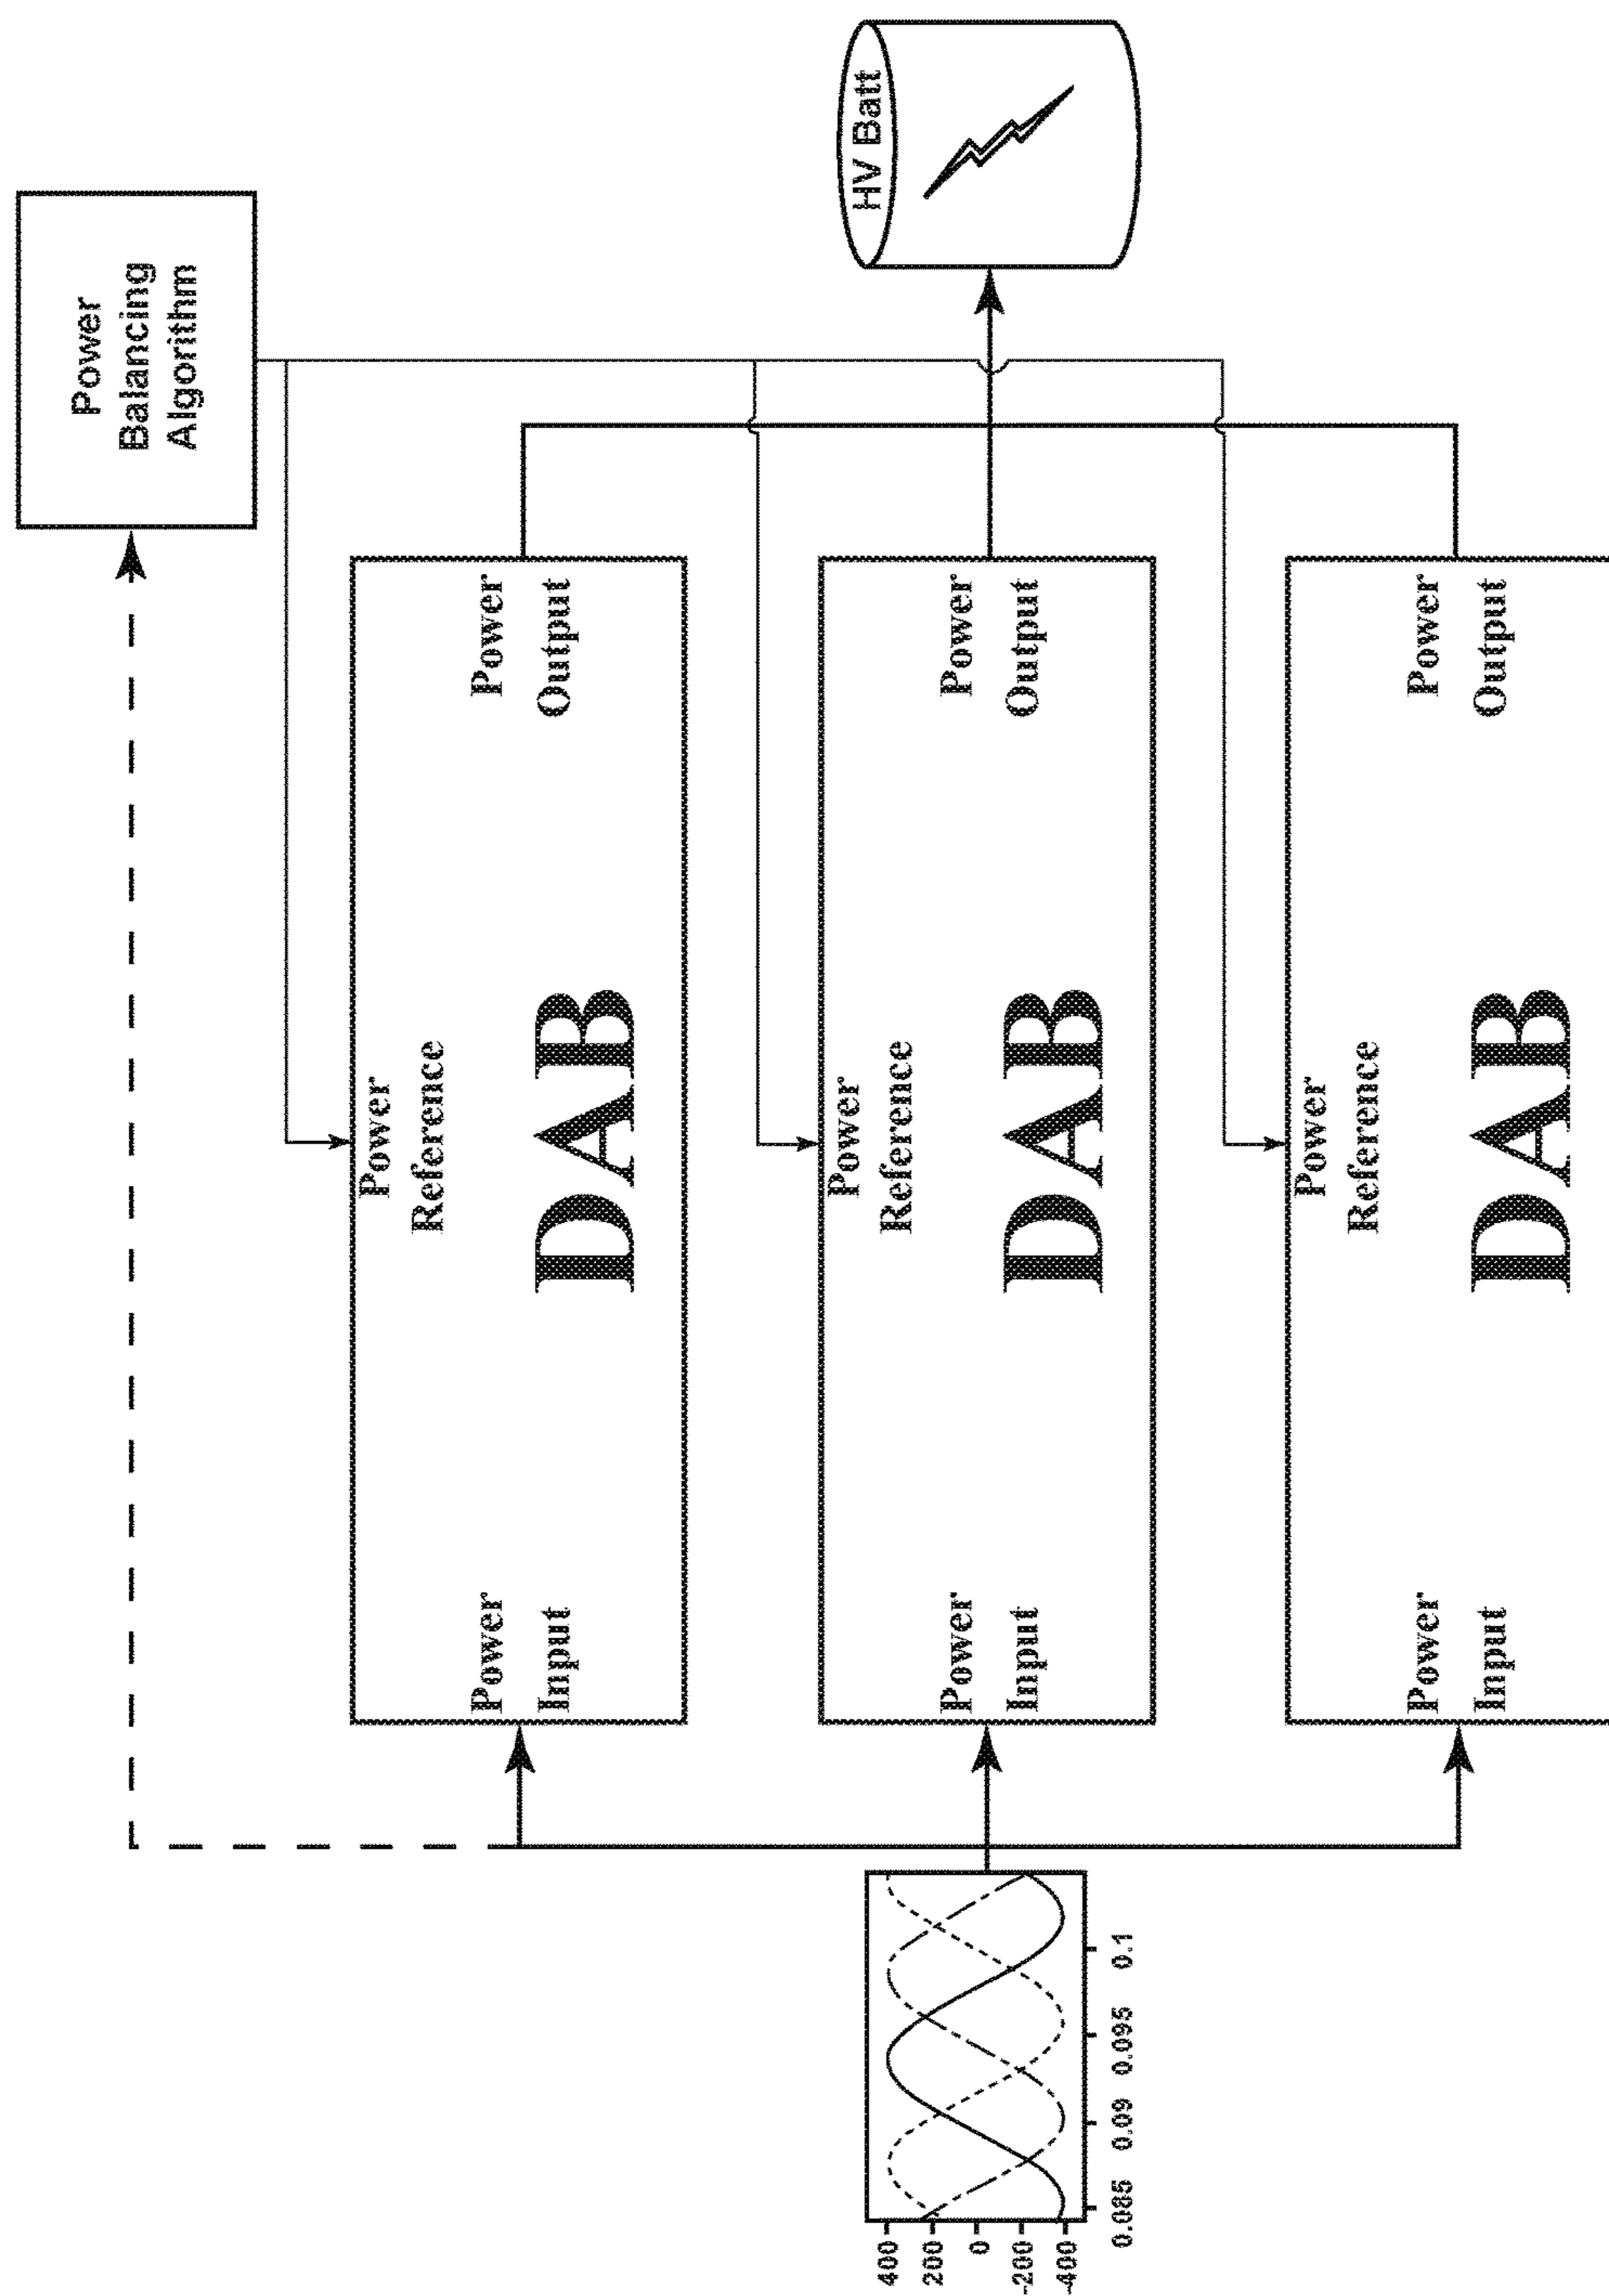 Power
Balancing
Algorithm
HV Batt
Power
Reference
DAB
Power
Input
Power
Output
Power
Reference
DAB
Power
Input
Power
Output
Power
Reference
DAB
Power
Input
Power
Output
400
200
0
-200
-400
0.085
0.09
0.095
0.1